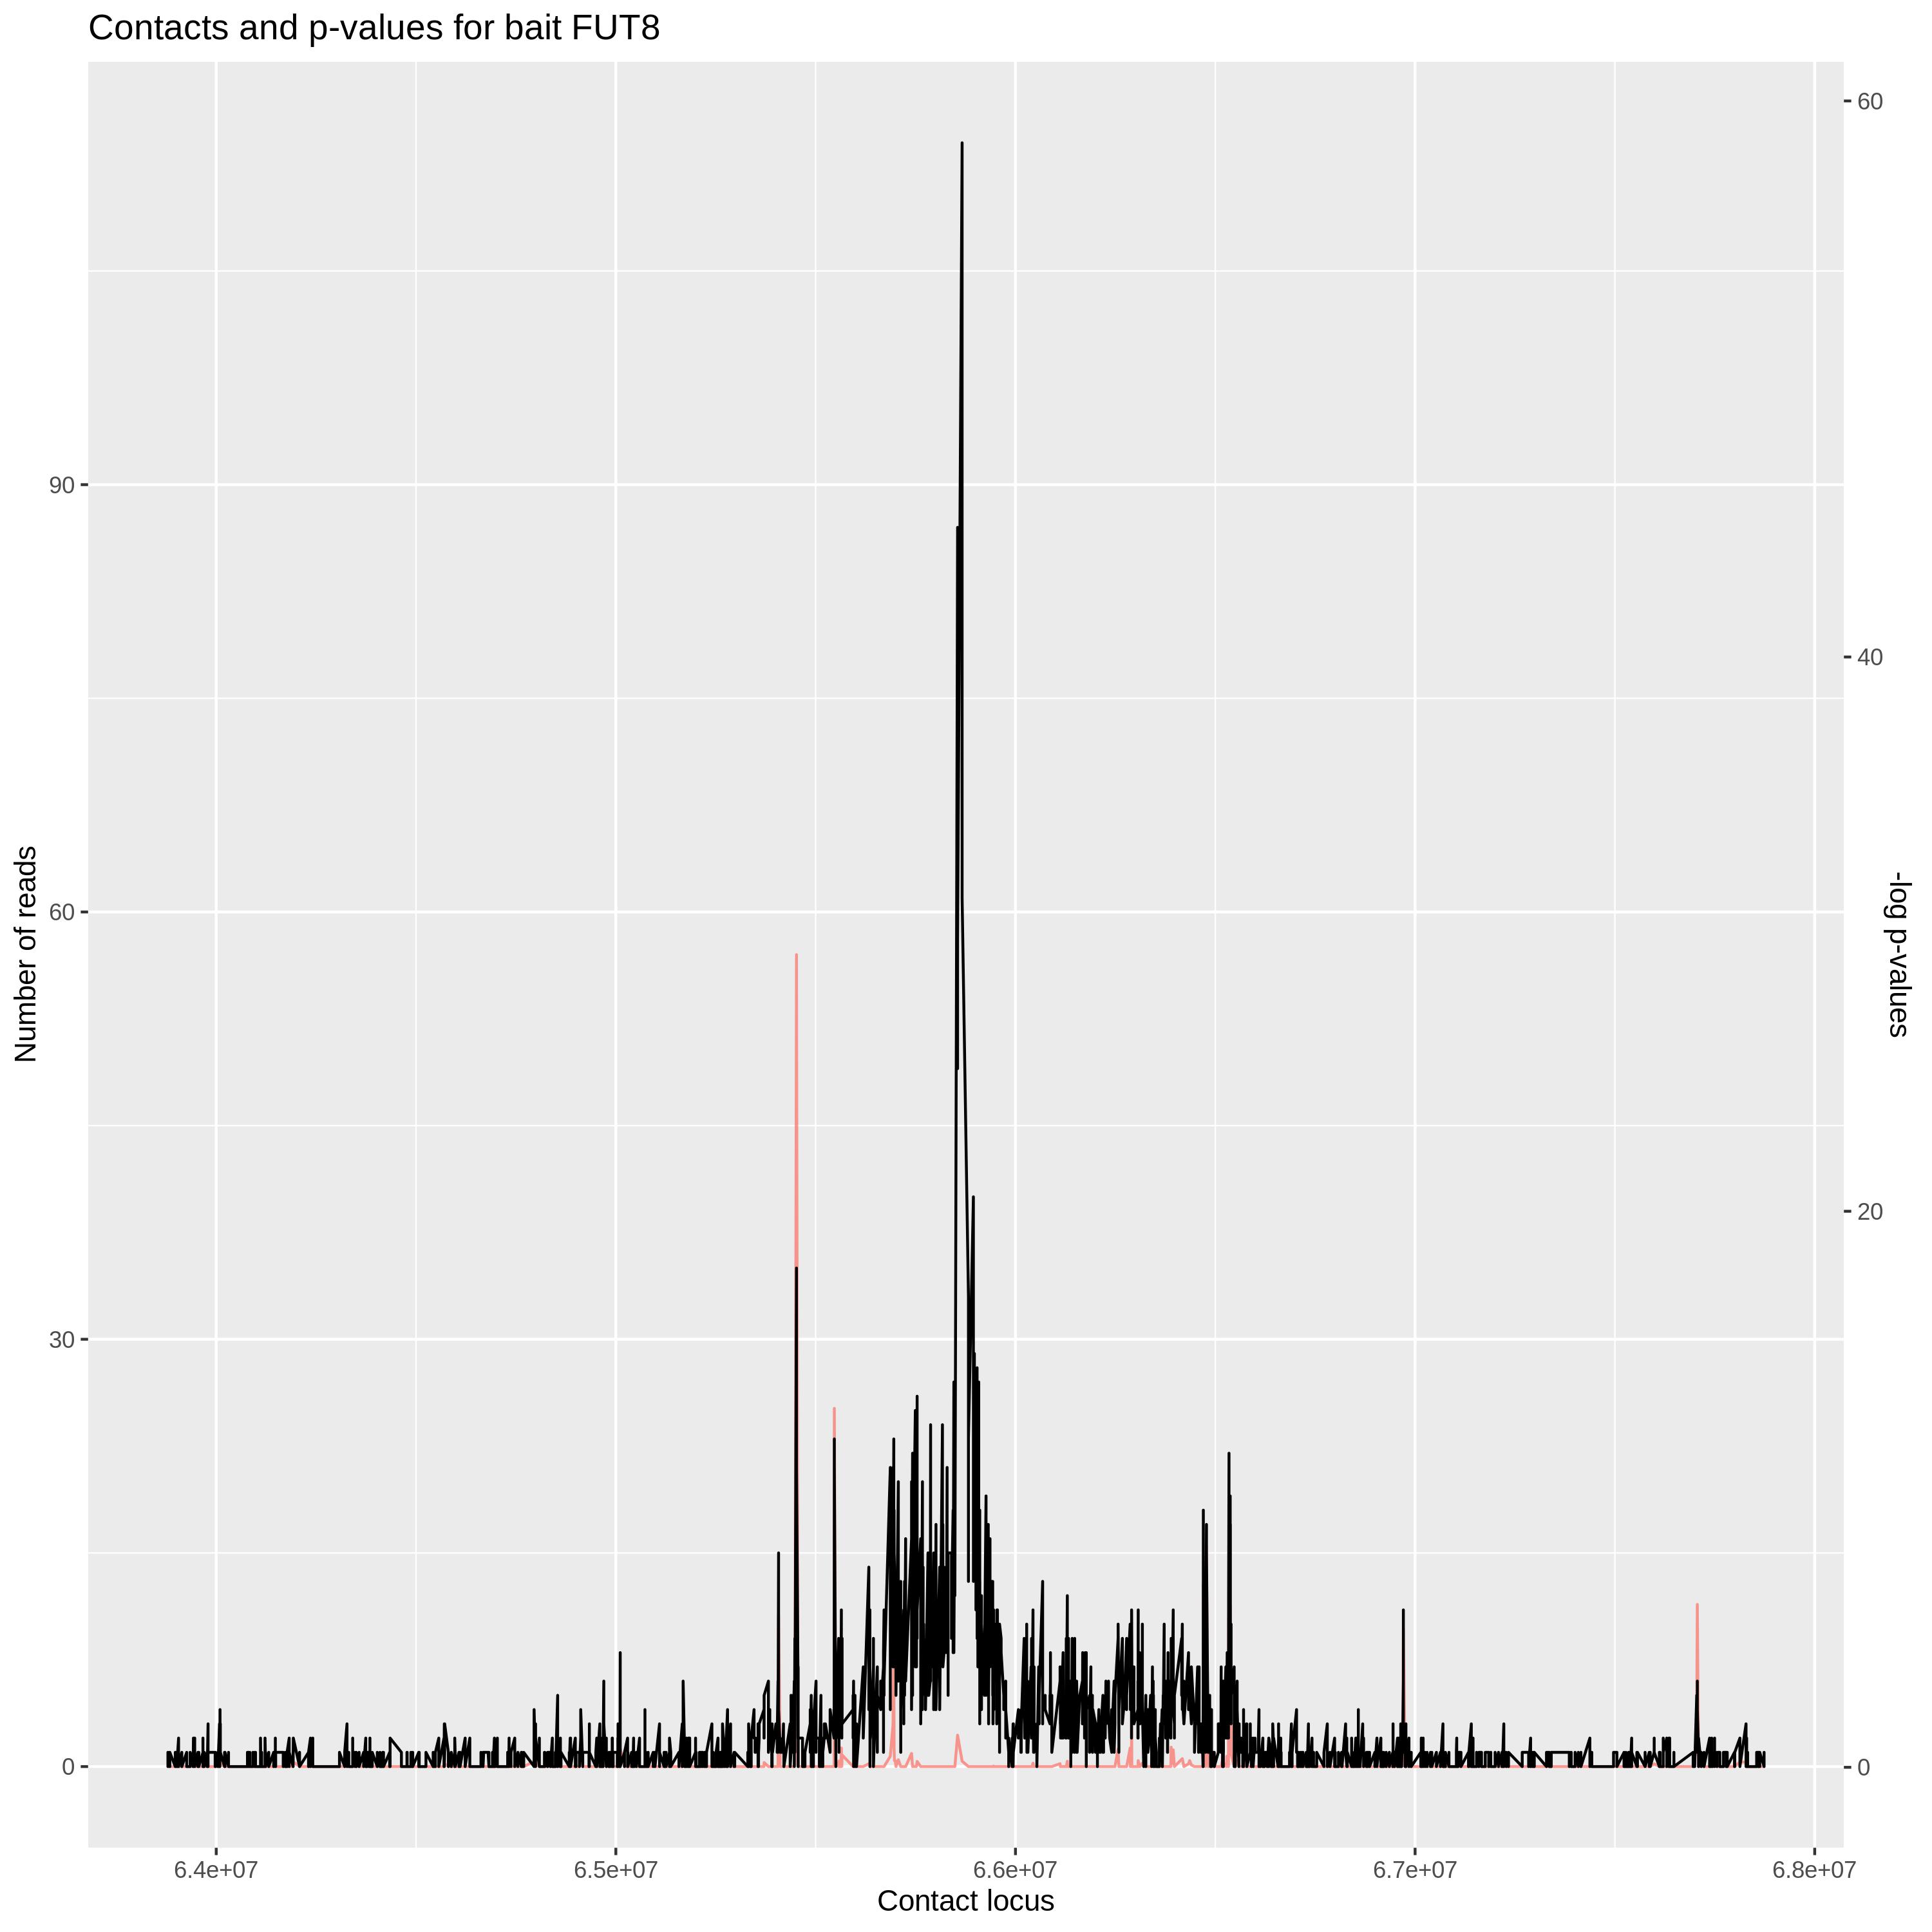 Contacts and p-values for bait FUT8
60
90
40
60
20
30
0
0
Number of reads
-log p-values
6.4e+07 6.5e+07 6.6e+07 6.7e+07 6.8e+07
Contact locus